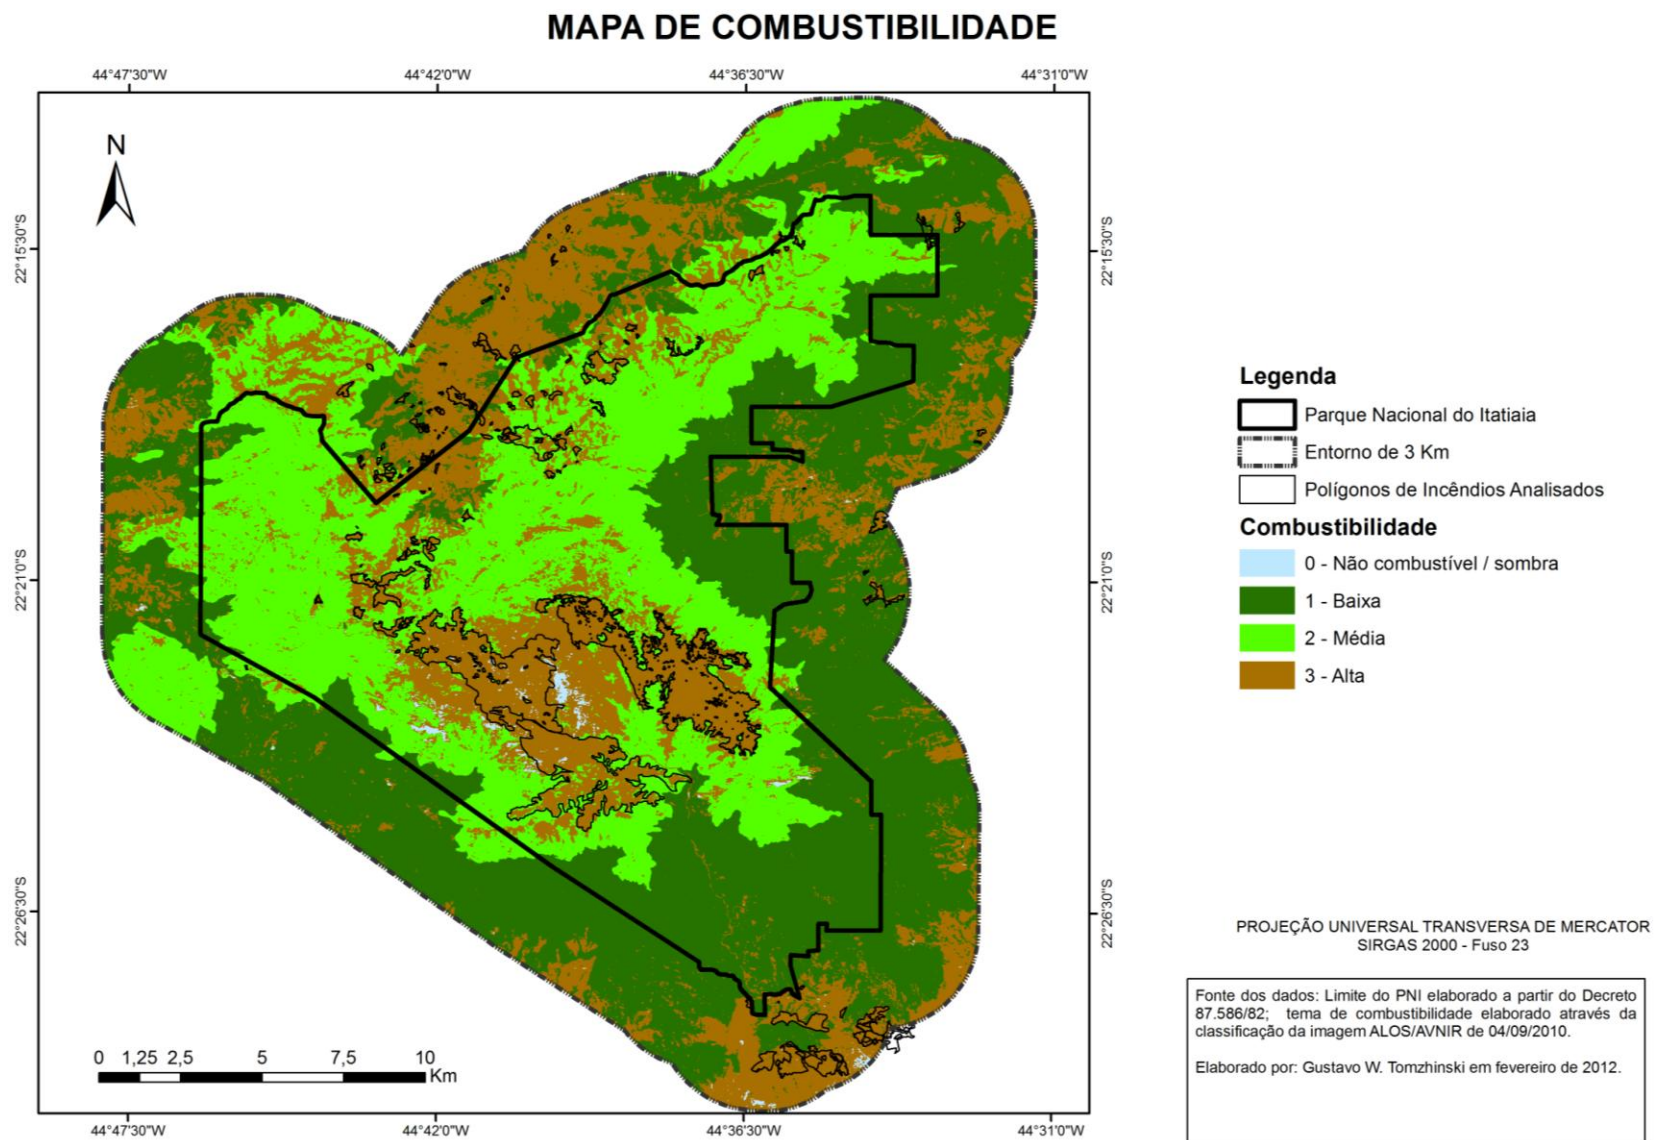 MAPA DE COMBUSTIBILIDADE
44°47'30"W 44°42'0"W 44°36'30"W 44°31'0"W
N
22°15'30"S 22°15'30"S
22°21'0"S 22°21'0"S
22°26'30"S 22°26'30"S
Legenda
Parque Nacional do Itatiaia
Entorno de 3 Km
Polígonos de Incêndios Analisados
Combustibilidade
0 - Não combustível / sombra
1 - Baixa
2 - Média
3 - Alta
PROJEÇÃO UNIVERSAL TRANSVERSA DE MERCATOR
SIRGAS 2000 - Fuso 23
Fonte dos dados: Limite do PNI elaborado a partir do Decreto
87.586/82; tema de combustibilidade elaborado através da
classificação da imagem ALOS/AVNIR de 04/09/2010.
Elaborado por: Gustavo W. Tomzhinski em fevereiro de 2012.
0 1,25 2,5 5 7,5 10
Km
44°47'30"W 44°42'0"W 44°36'30"W 44°31'0"W